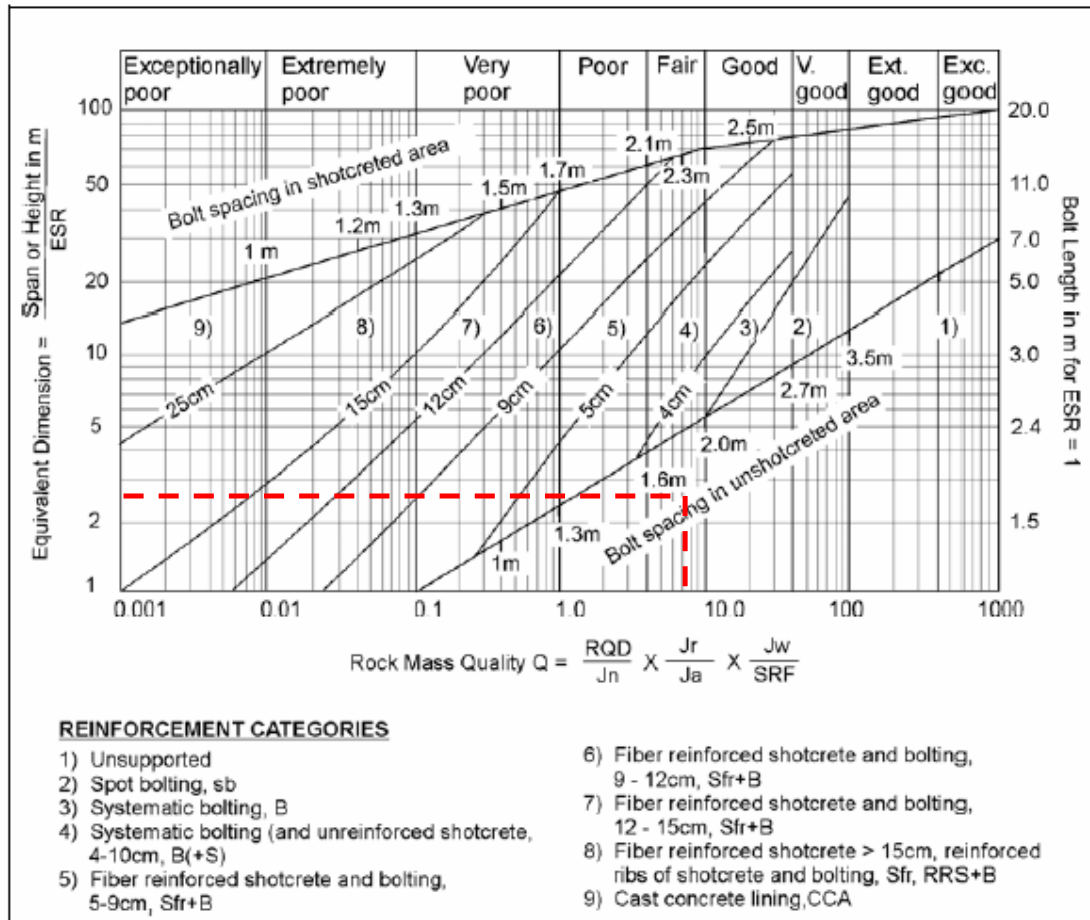 Exceptionally poor
Extremely poor
Very poor
Poor
Fair
Good
V. good
Ext. good
Exc. good
100
50
20
10
5
2
1
Equivalent Dimension = Span or Height in m
ESR
20.0
11.0
7.0
5.0
3.0
2.4
1.5
Bolt Length in m for ESR = 1
Bolt spacing in shotcreted area
1 m
1.2m
1.3m
1.5m
1.7m
2.1m
2.3m
2.5m
9)
8)
7)
6)
5)
4)
3)
2)
1)
25cm
15cm
12cm
9cm
5cm
4cm
3.5m
2.7m
2.0m
1.6m
1.3m
1m
Bolt spacing in unshotcreted area
0.001
0.01
0.1
1.0
10.0
100
1000
Rock Mass Quality Q = RQD X Jr X Jw
Jn Ja SRF
REINFORCEMENT CATEGORIES
1) Unsupported
2) Spot bolting, sb
3) Systematic bolting, B
4) Systematic bolting (and unreinforced shotcrete,
4-10cm, B(+S)
5) Fiber reinforced shotcrete and bolting,
5-9cm, Sfr+B
6) Fiber reinforced shotcrete and bolting,
9 - 12cm, Sfr+B
7) Fiber reinforced shotcrete and bolting,
12 - 15cm, Sfr+B
8) Fiber reinforced shotcrete > 15cm, reinforced
ribs of shotcrete and bolting, Sfr, RRS+B
9) Cast concrete lining,CCA